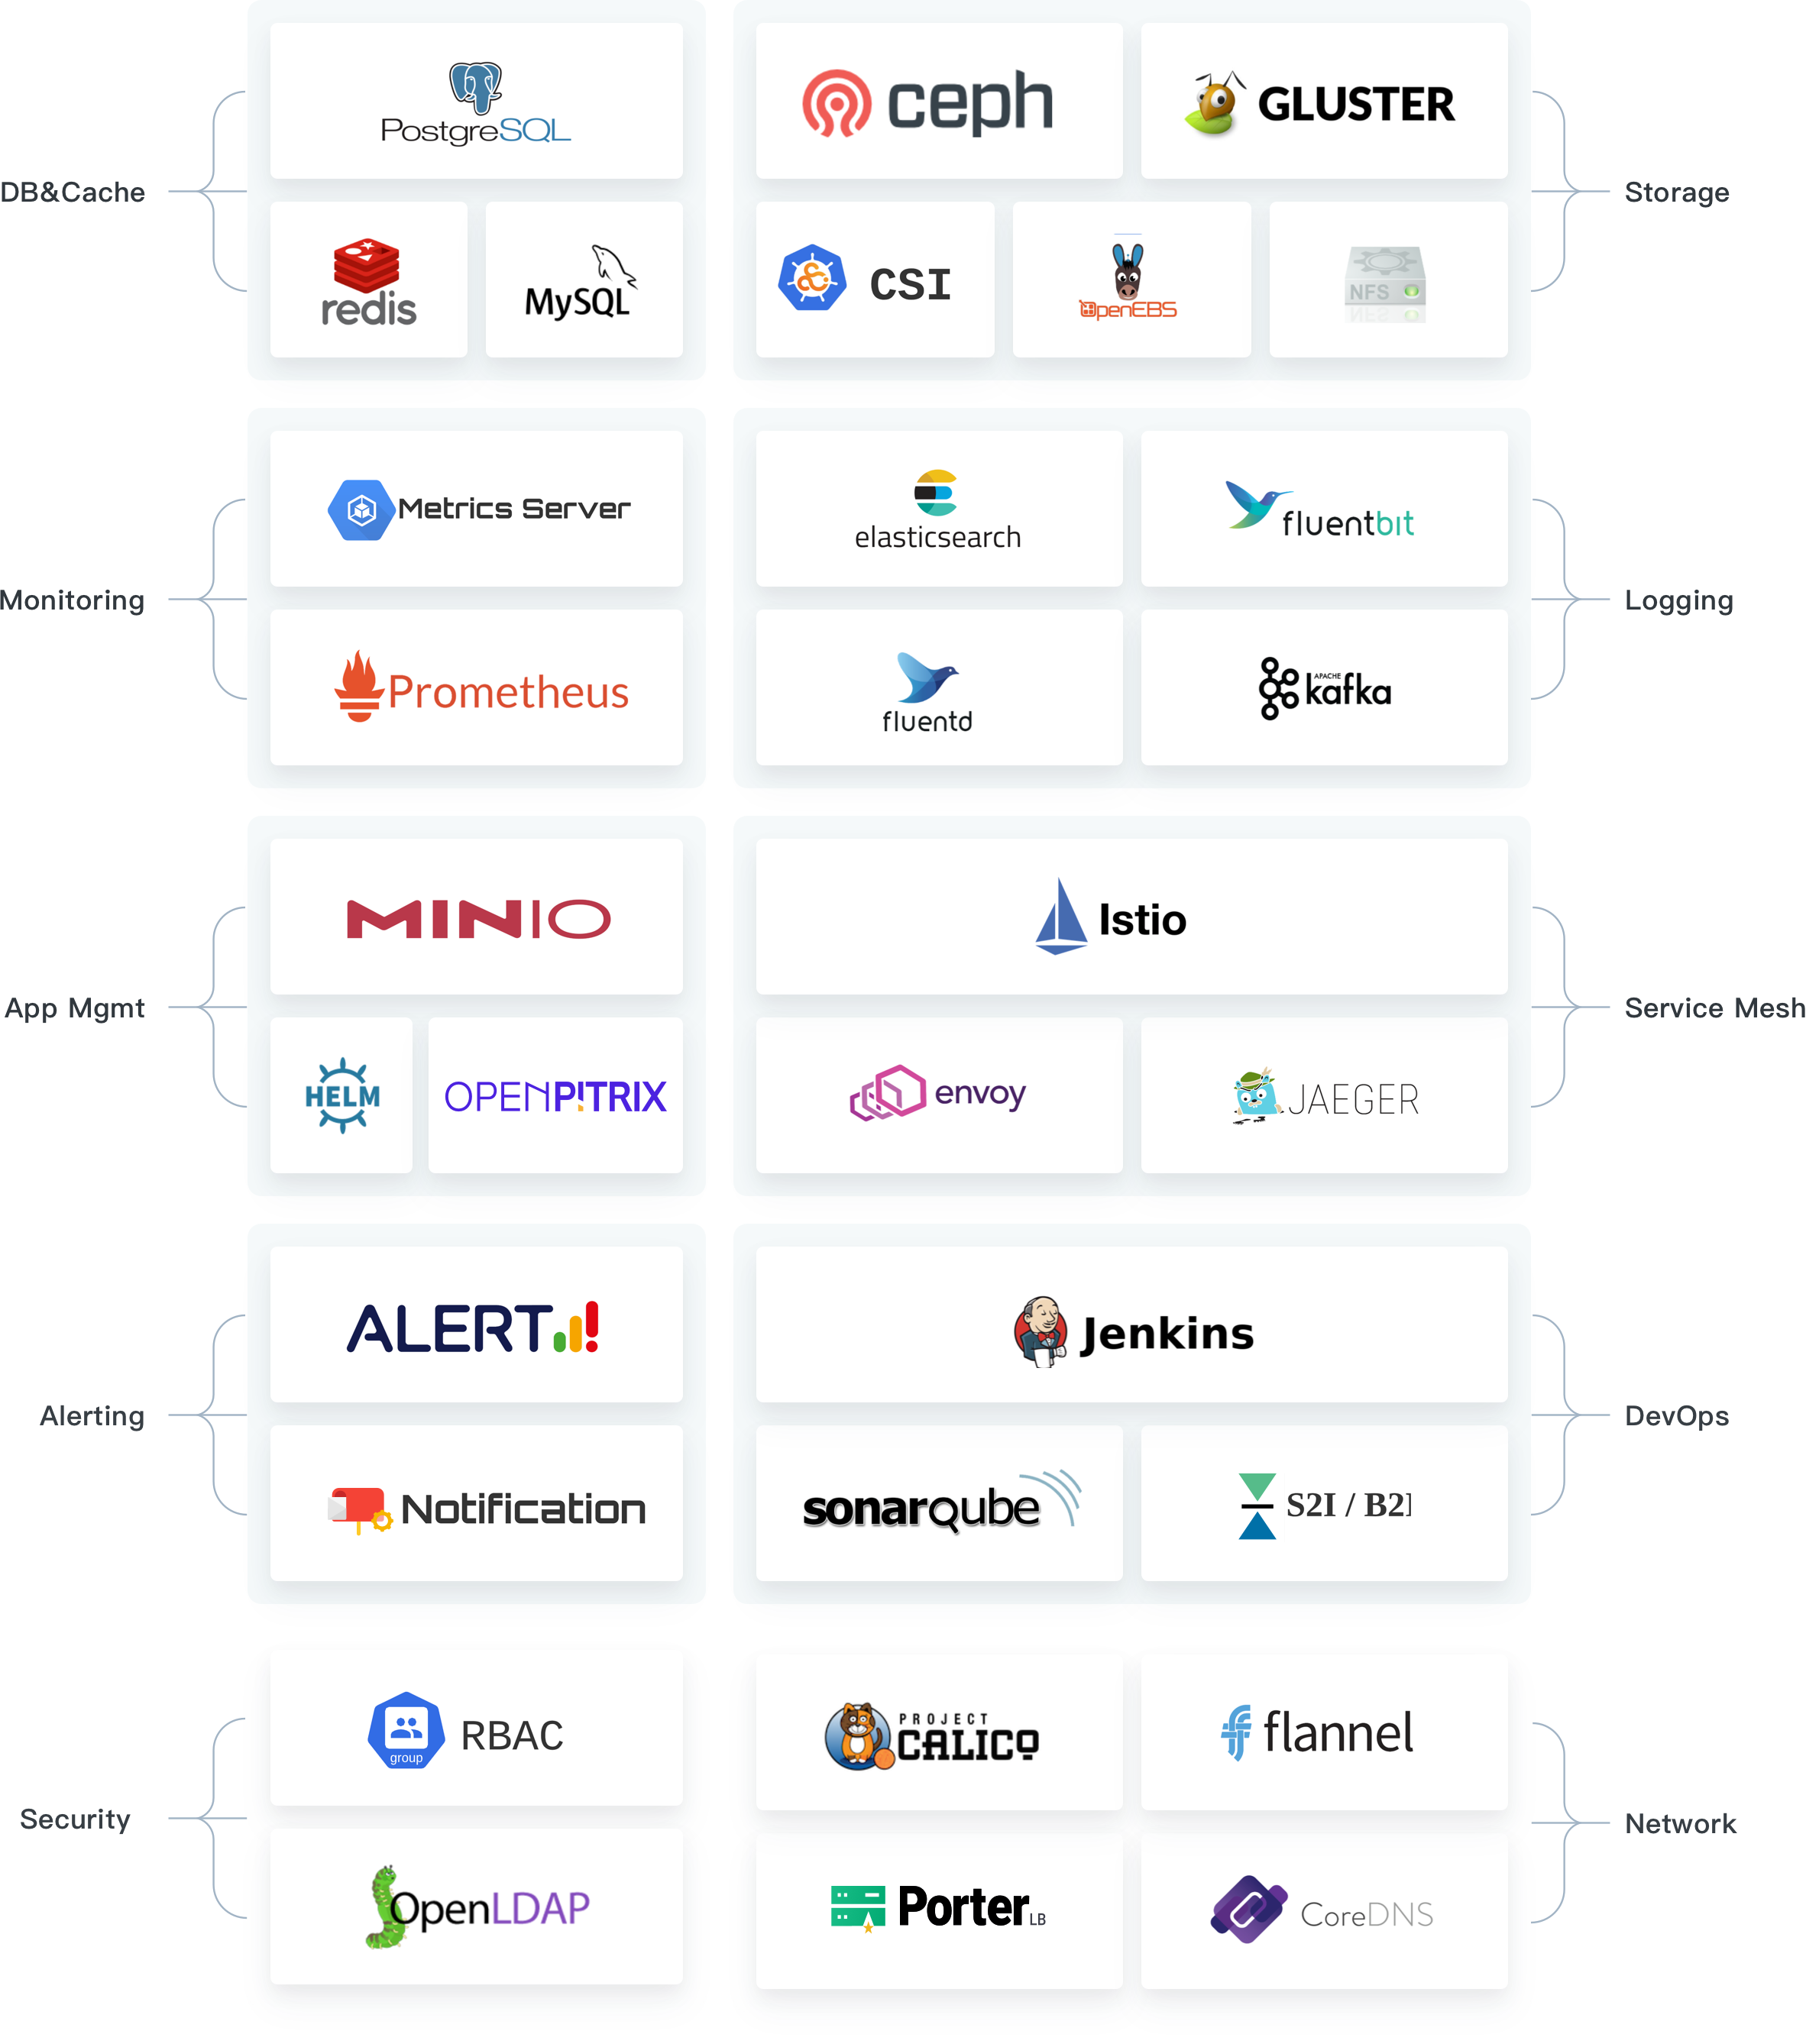 DB&Cache
PostgreSQL
redis
MySQL
ceph
GLUSTER
CSI
OpenEBS
NFS
Storage
Monitoring
Metrics Server
Prometheus
elasticsearch
fluentbit
fluentd
APACHE
kafka
Logging
App Mgmt
MINIO
HELM
OPENPITRIX
Istio
envoy
JAEGER
Service Mesh
Alerting
ALERT
Notification
Jenkins
sonarqube
S2I / B2I
DevOps
Security
group
RBAC
OpenLDAP
PROJECT
CALICO
flannel
Porter LB
CoreDNS
Network